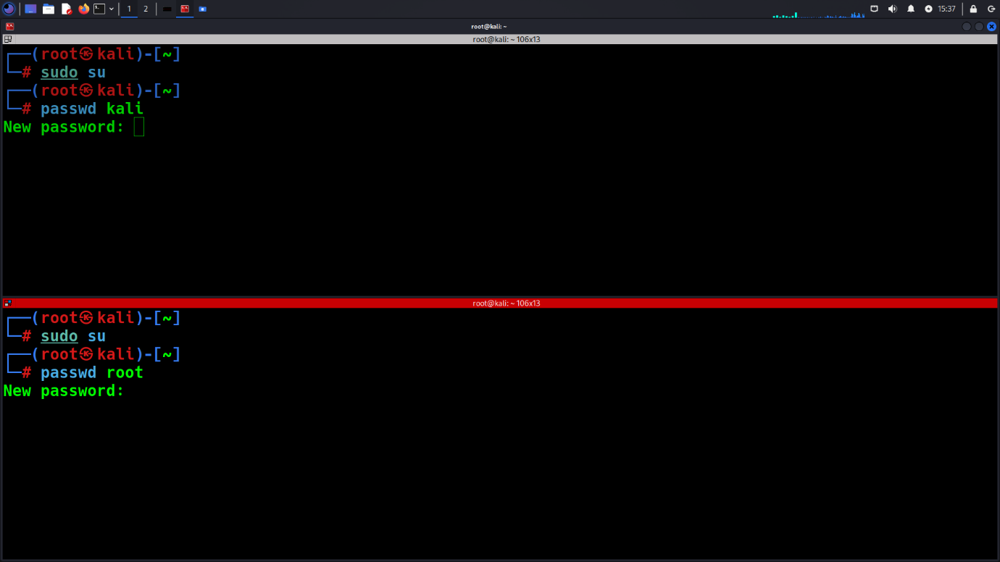 1 2 15:37
root@kali: ~
root@kali: ~ 106x13
┌──(root㉿kali)-[~]
└─# sudo su
┌──(root㉿kali)-[~]
└─# passwd kali
New password:
root@kali: ~ 106x13
┌──(root㉿kali)-[~]
└─# sudo su
┌──(root㉿kali)-[~]
└─# passwd root
New password: